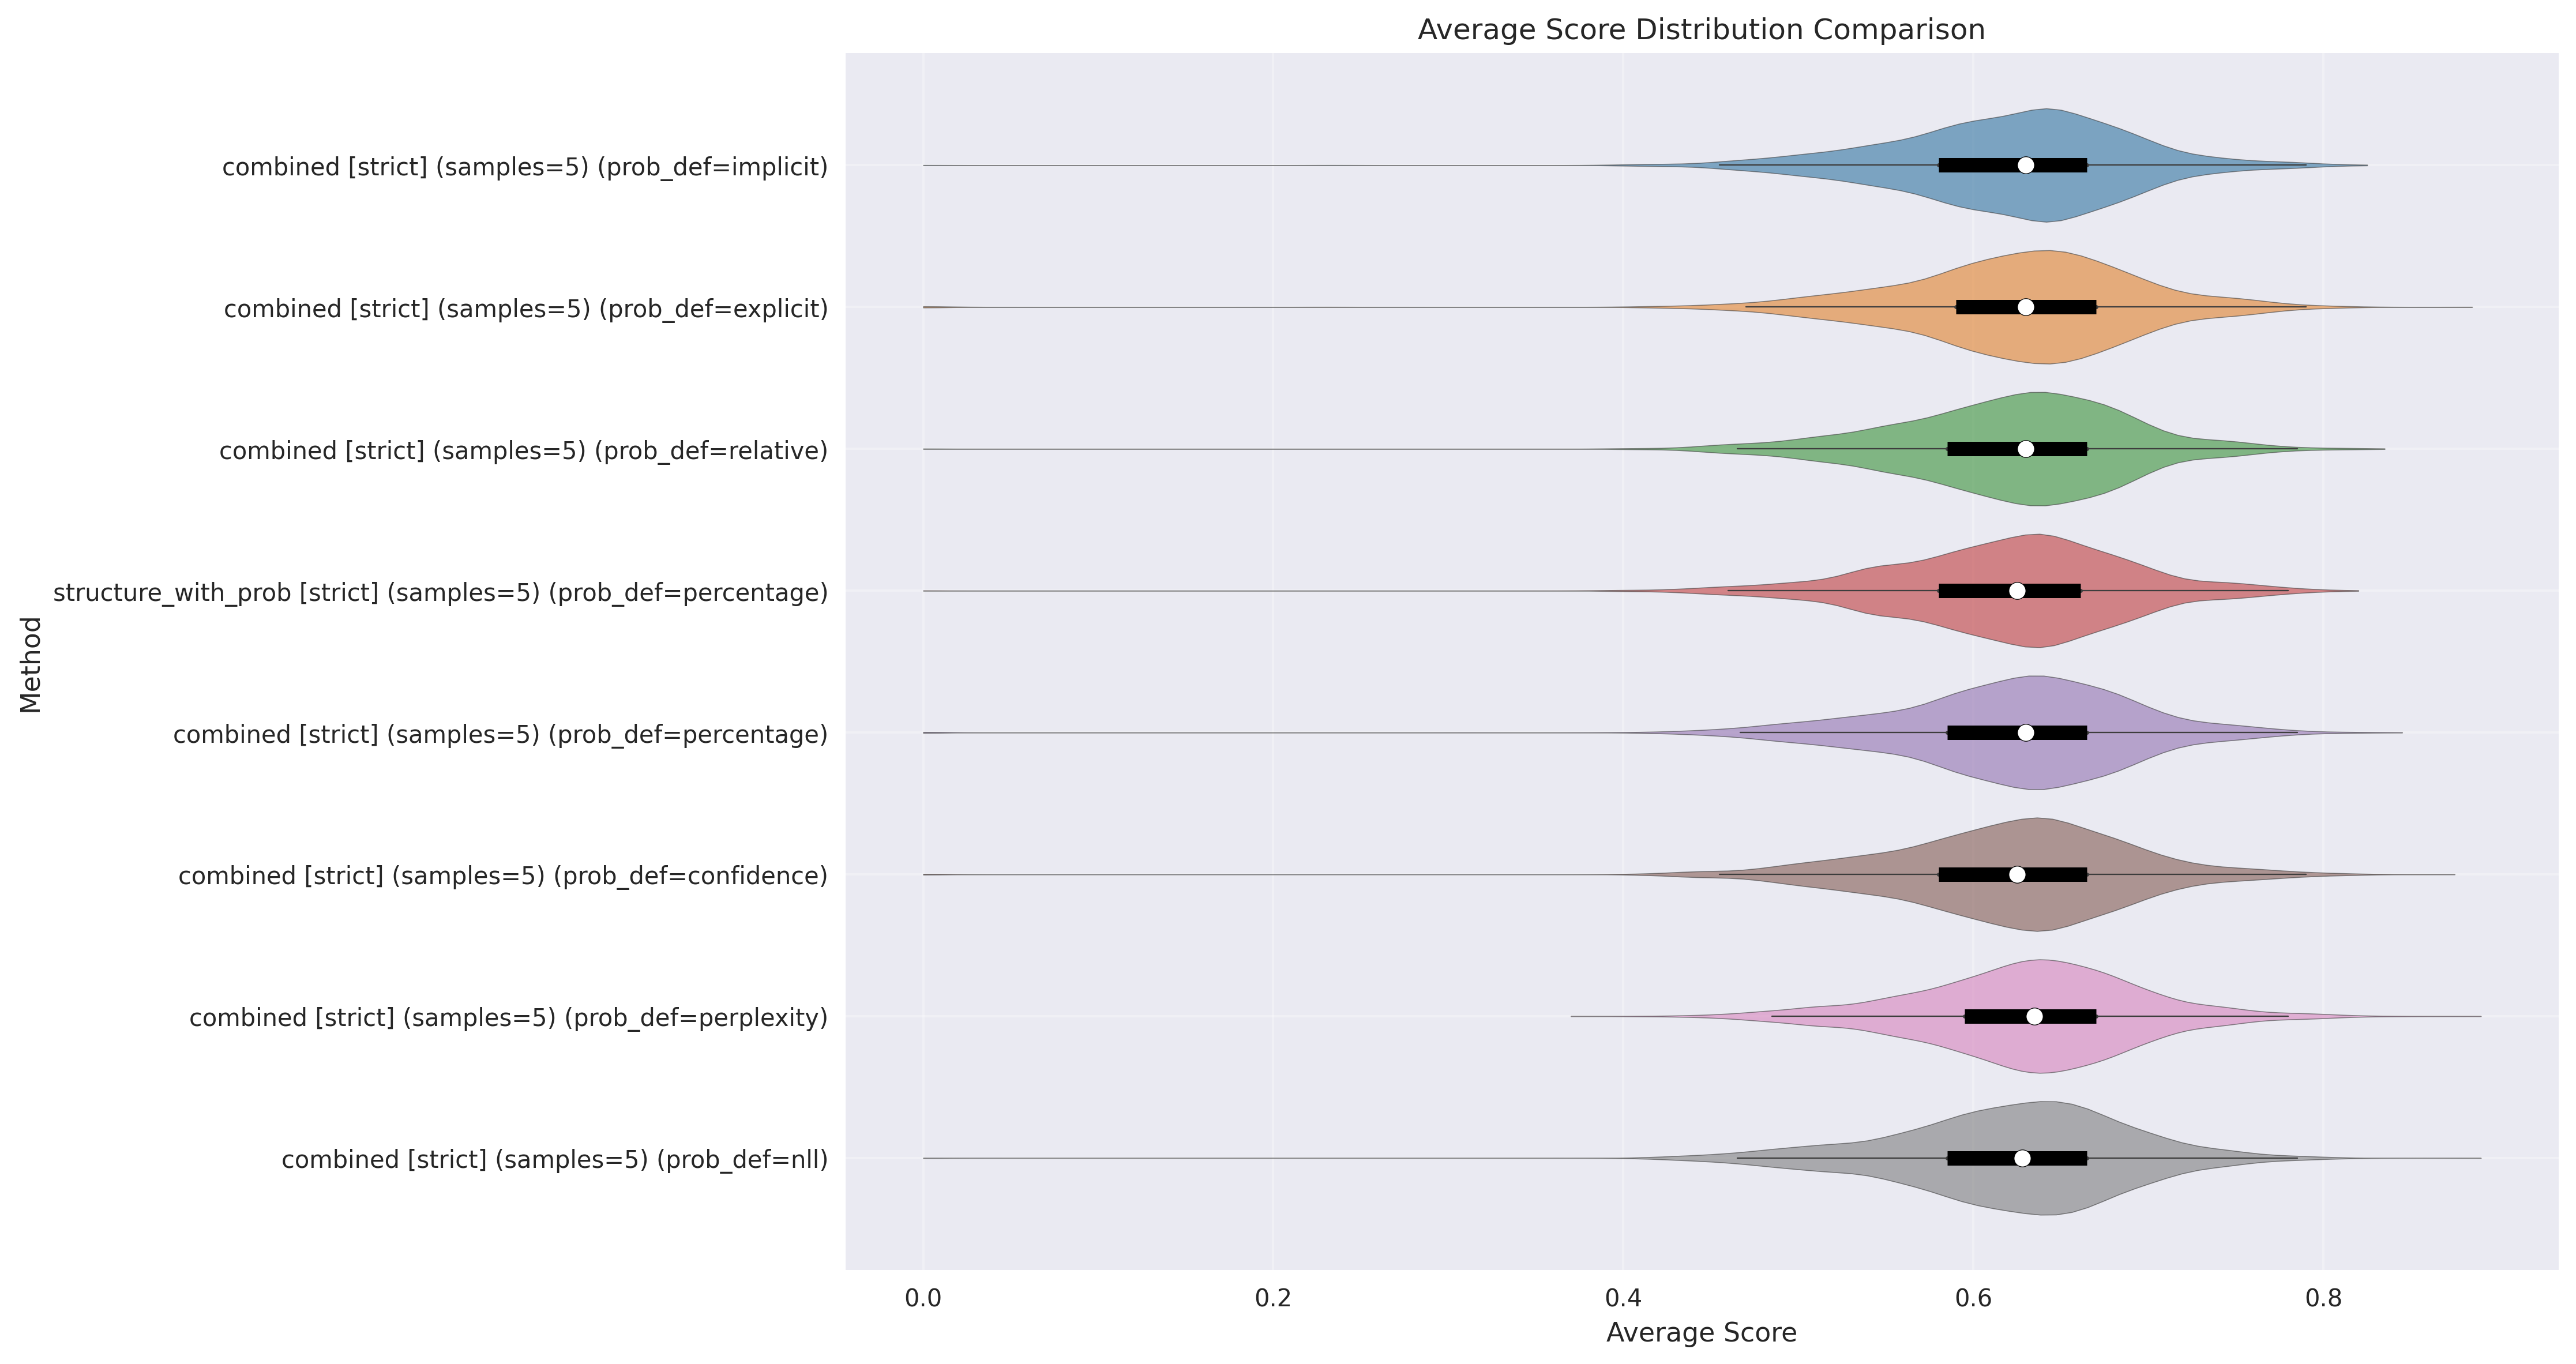 Average Score Distribution Comparison
combined [strict] (samples=5) (prob_def=implicit)
combined [strict] (samples=5) (prob_def=explicit)
combined [strict] (samples=5) (prob_def=relative)
structure_with_prob [strict] (samples=5) (prob_def=percentage)
combined [strict] (samples=5) (prob_def=percentage)
combined [strict] (samples=5) (prob_def=confidence)
combined [strict] (samples=5) (prob_def=perplexity)
combined [strict] (samples=5) (prob_def=nll)
Method
0.0 0.2 0.4 0.6 0.8
Average Score